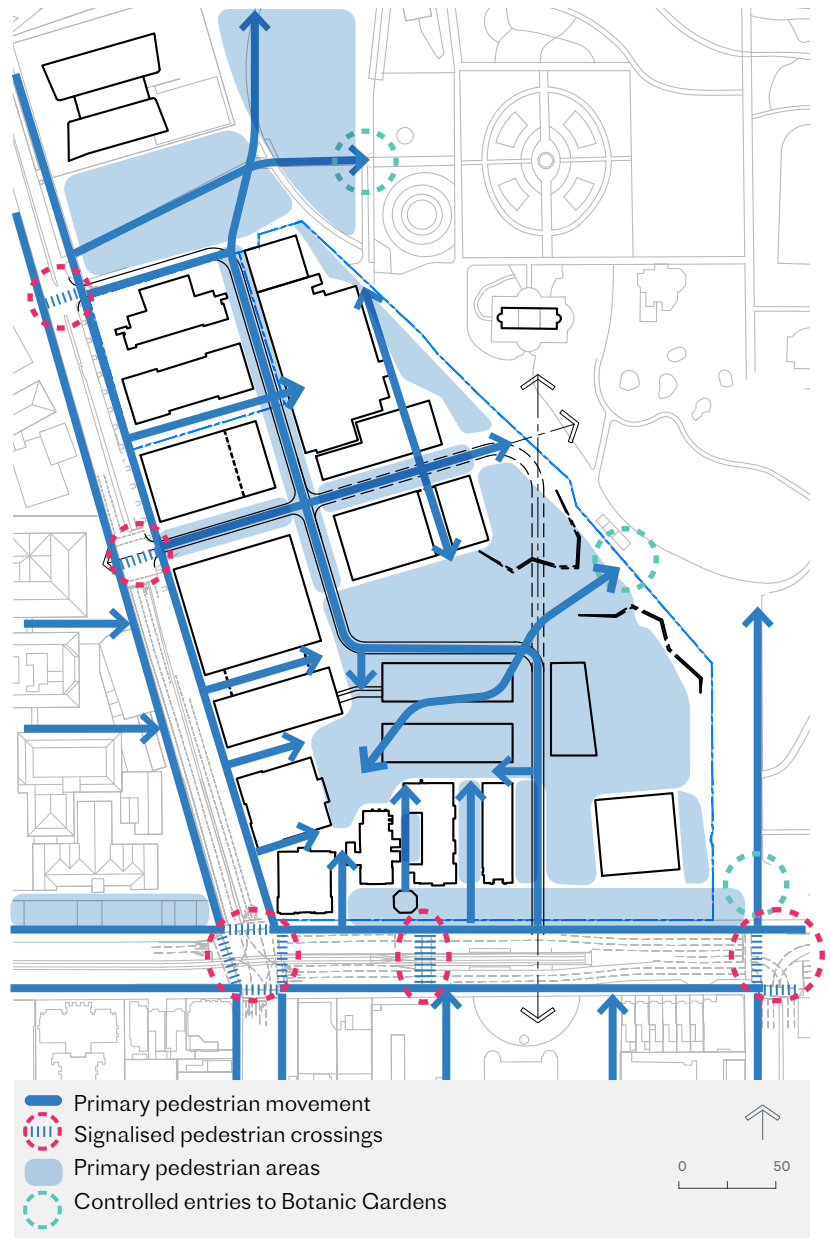 Primary pedestrian movement
Signalised pedestrian crossings
Primary pedestrian areas
Controlled entries to Botanic Gardens
0 50